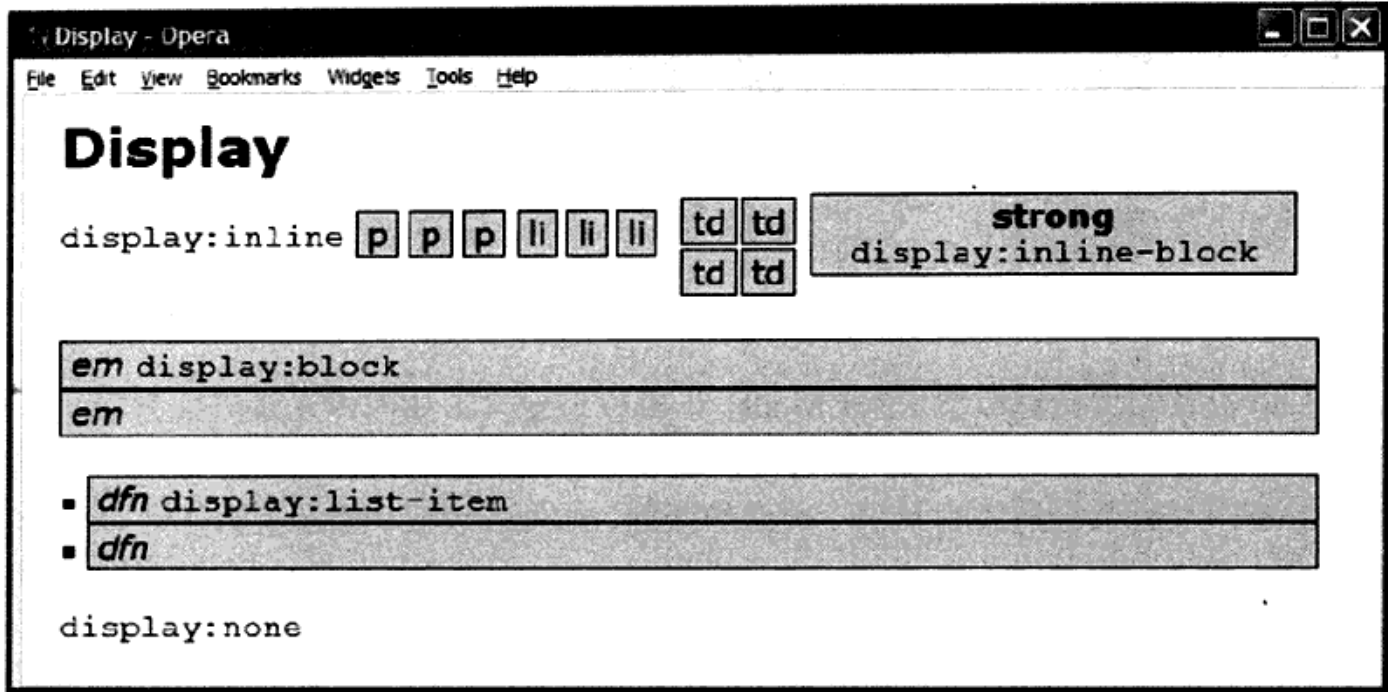 Display - Opera
File Edit View Bookmarks Widgets Tools Help
Display
display:inline p p p li li li td td strong
display:inline-block
td td
em display:block
em
dfn display:list-item
dfn
display:none